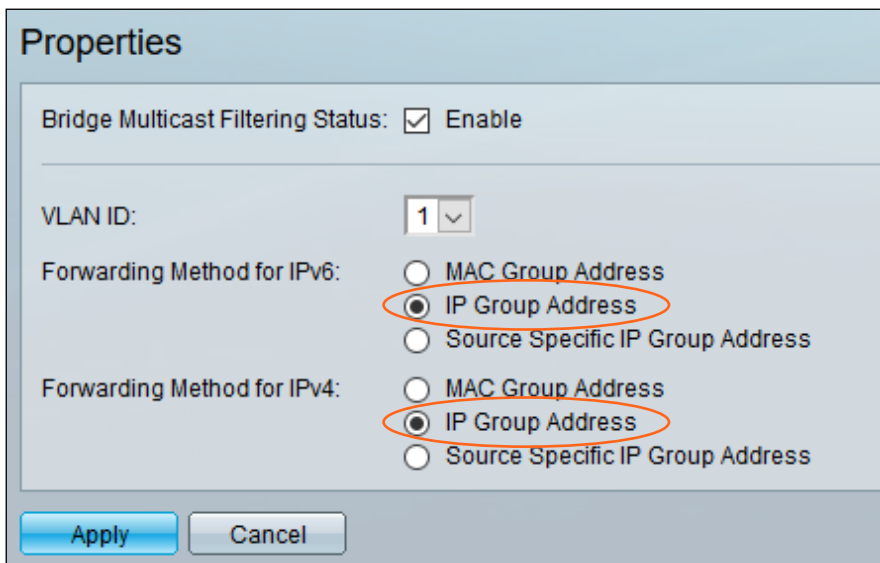 Properties
Bridge Multicast Filtering Status: Enable
VLAN ID: 1
Forwarding Method for IPv6: MAC Group Address
IP Group Address
Source Specific IP Group Address
Forwarding Method for IPv4: MAC Group Address
IP Group Address
Source Specific IP Group Address
Apply Cancel